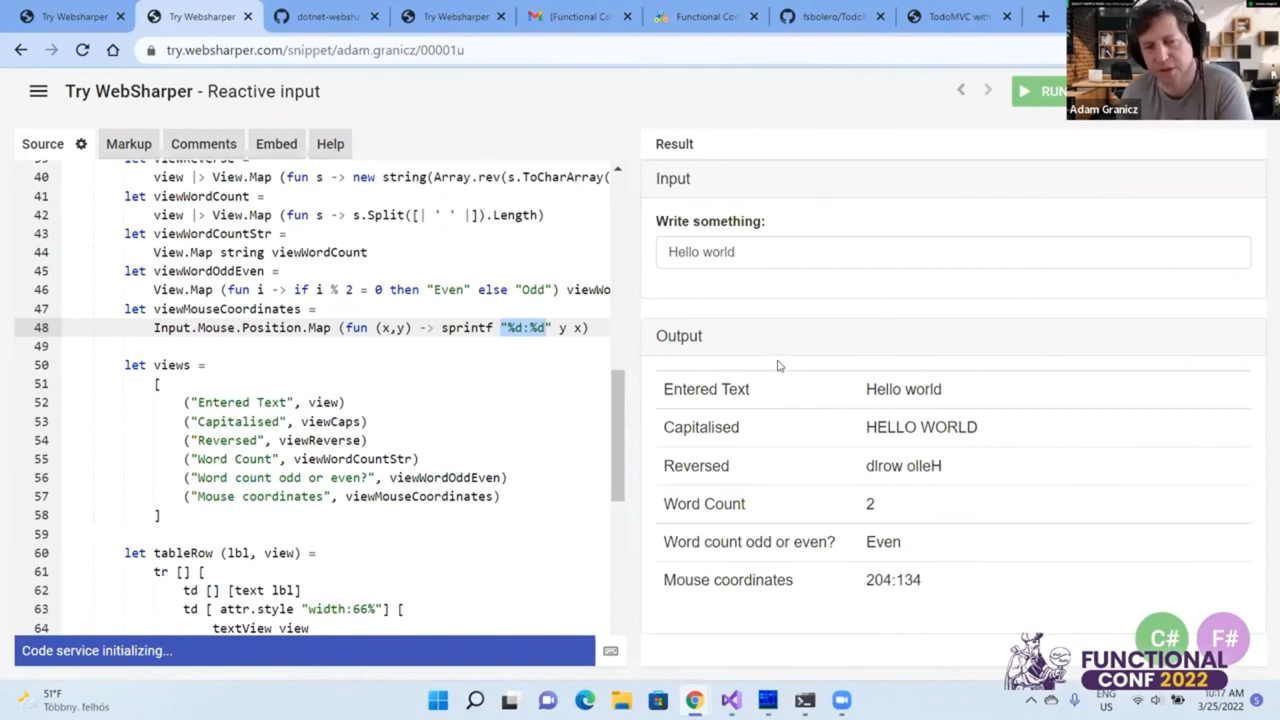 Try Websharper
Try Websharper
dotnet-websh
Try Websharper
Functional Co
Functional Cor
fsbolero/Todol
TodoMVC with
try.websharper.com/snippet/adam.granicz/00001u
Adam Granicz
Try WebSharper - Reactive input
RUN
Source
Markup
Comments
Embed
Help
40 view |> View.Map (fun s -> new string(Array.rev(s.ToCharArray(
41 let viewWordCount =
42 view |> View.Map (fun s -> s.Split([| ' ' |]).Length)
43 let viewWordCountStr =
44 View.Map string viewWordCount
45 let viewWordOddEven =
46 View.Map (fun i -> if i % 2 = 0 then "Even" else "Odd") viewWo
47 let viewMouseCoordinates =
48 Input.Mouse.Position.Map (fun (x,y) -> sprintf "%d:%d" y x)
49
50 let views =
51 [
52 ("Entered Text", view)
53 ("Capitalised", viewCaps)
54 ("Reversed", viewReverse)
55 ("Word Count", viewWordCountStr)
56 ("Word count odd or even?", viewWordOddEven)
57 ("Mouse coordinates", viewMouseCoordinates)
58 ]
59
60 let tableRow (lbl, view) =
61 tr [] [
62 td [] [text lbl]
63 td [ attr.style "width:66%"] [
64 textView view
Code service initializing...
Result
Input
Write something:
Hello world
Output
Entered Text Hello world
Capitalised HELLO WORLD
Reversed dlrow olleH
Word Count 2
Word count odd or even? Even
Mouse coordinates 204:134
C# F#
FUNCTIONAL
CONF 2022
51°F
Többny. felhős
ENG
US
10:17 AM
3/25/2022
5